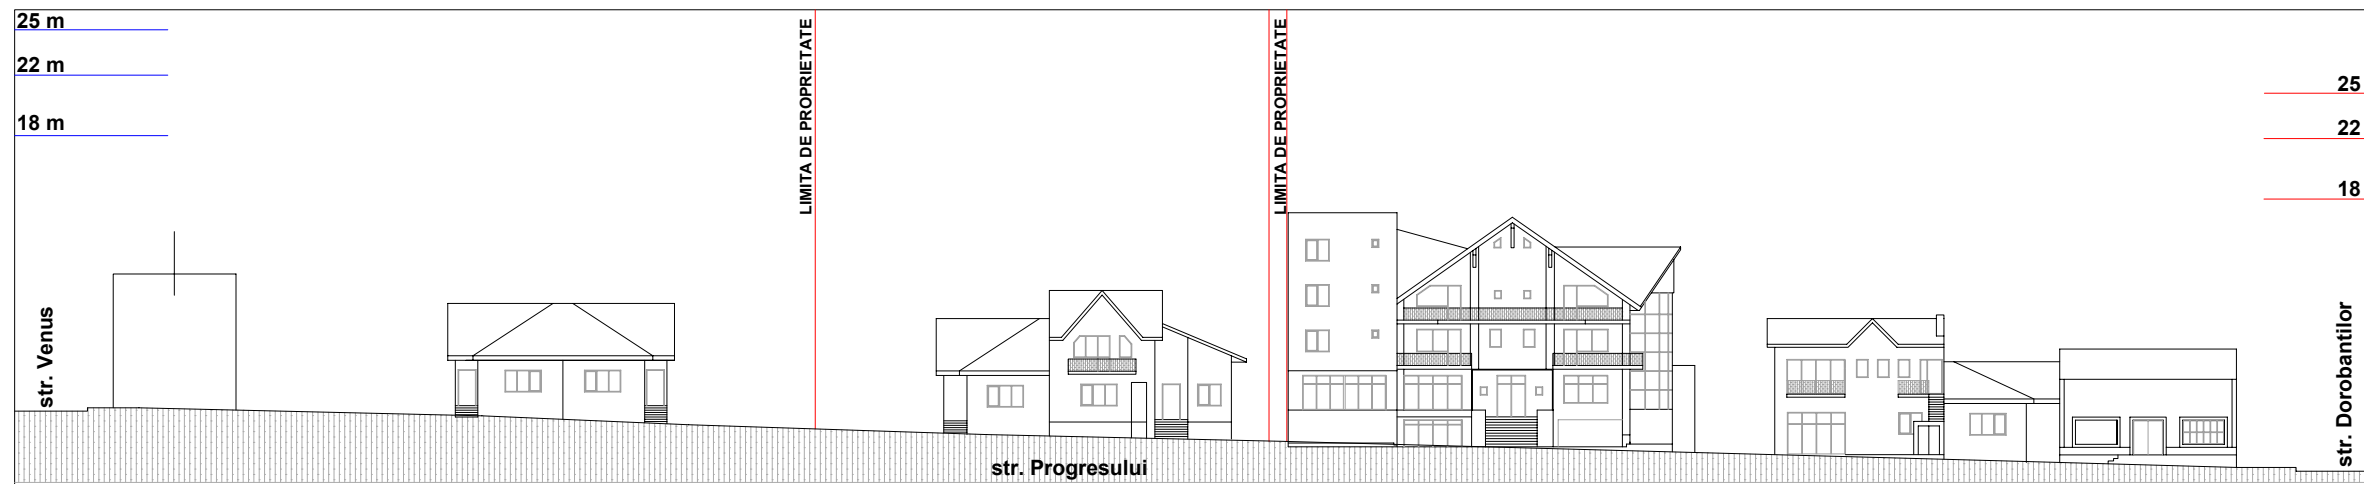 25 m
22 m
18 m
str. Venus
LIMITA DE PROPRIETATE
LIMITA DE PROPRIETATE
25
22
18
str. Dorobantilor
str. Progresului